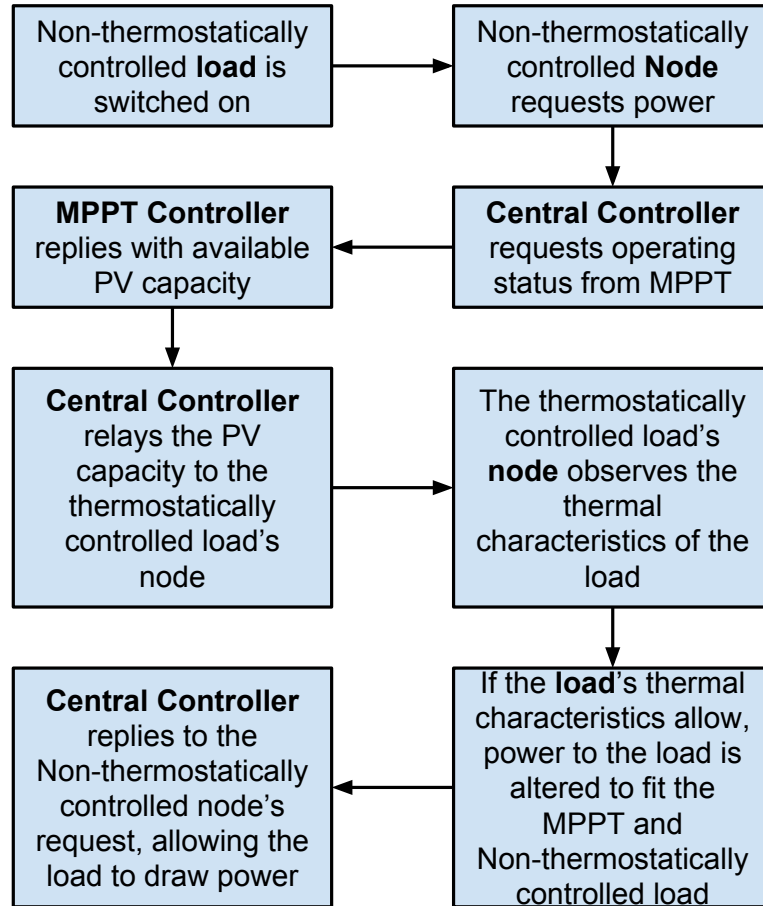 Non-thermostatically
controlled load is
switched on
Non-thermostatically
controlled Node
requests power
Central Controller
requests operating
status from MPPT
MPPT Controller
replies with available
PV capacity
Central Controller
relays the PV
capacity to the
thermostatically
controlled load's
node
The thermostatically
controlled load's
node observes the
thermal
characteristics of the
load
If the load's thermal
characteristics allow,
power to the load is
altered to fit the
MPPT and
Non-thermostatically
controlled load
Central Controller
replies to the
Non-thermostatically
controlled node's
request, allowing the
load to draw power